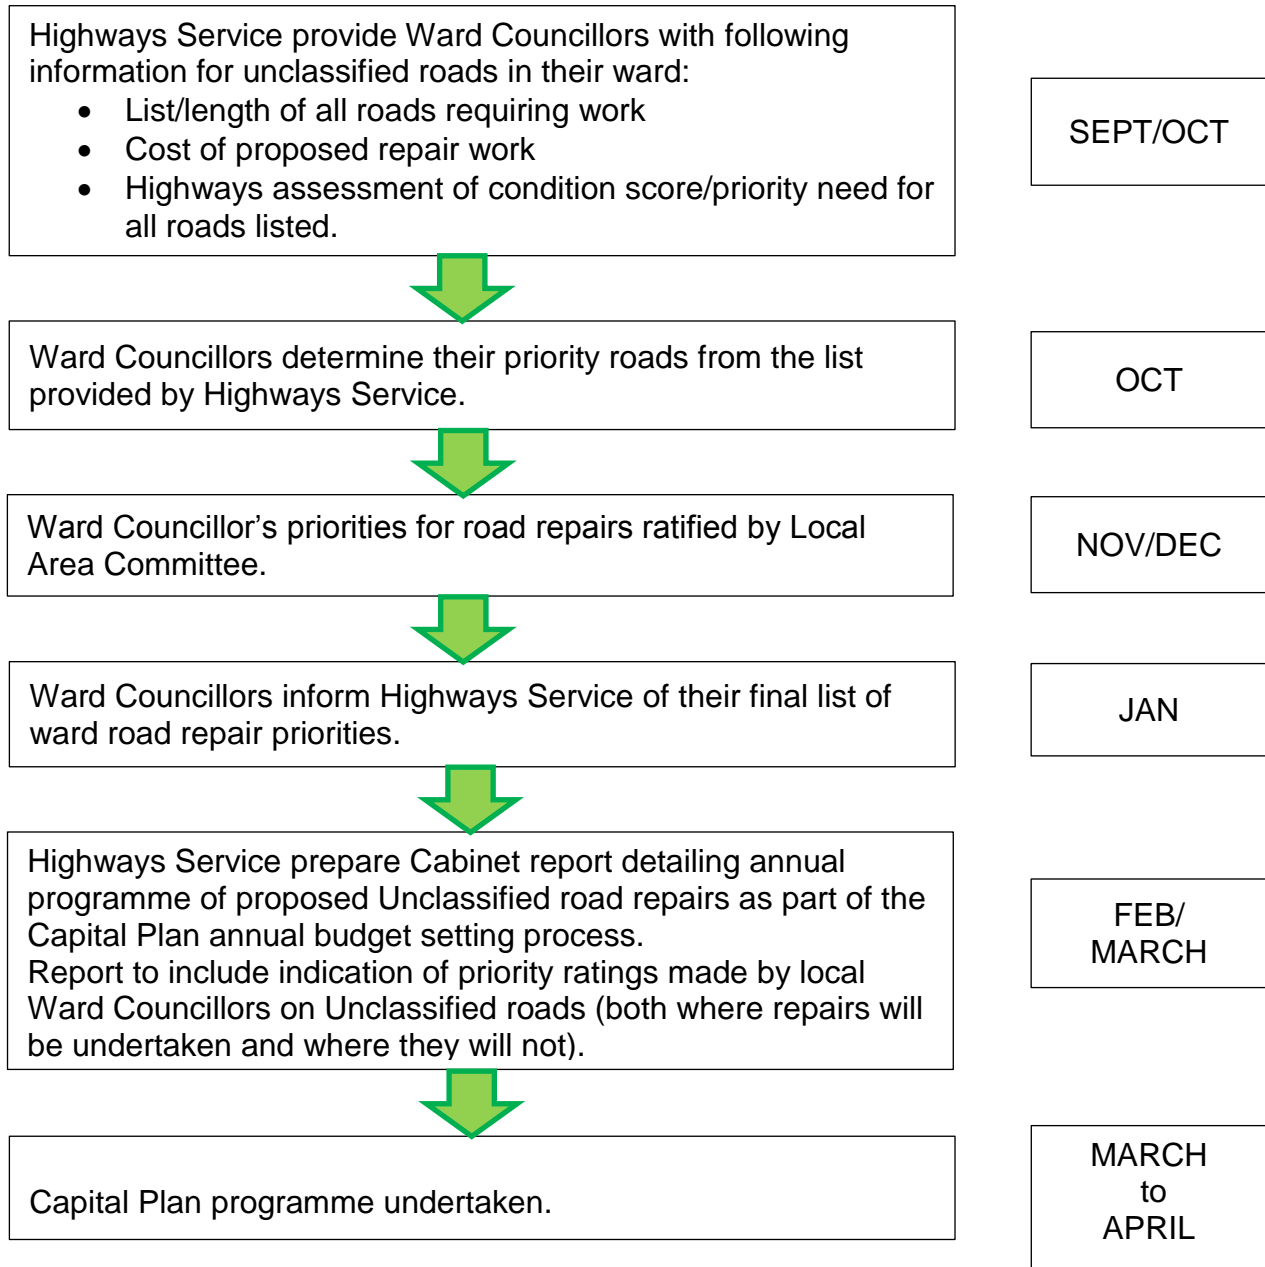 Highways Service provide Ward Councillors with following
information for unclassified roads in their ward:
• List/length of all roads requiring work
• Cost of proposed repair work
• Highways assessment of condition score/priority need for
all roads listed.
SEPT/OCT
Ward Councillors determine their priority roads from the list
provided by Highways Service.
OCT
Ward Councillor’s priorities for road repairs ratified by Local
Area Committee.
NOV/DEC
Ward Councillors inform Highways Service of their final list of
ward road repair priorities.
JAN
Highways Service prepare Cabinet report detailing annual
programme of proposed Unclassified road repairs as part of the
Capital Plan annual budget setting process.
Report to include indication of priority ratings made by local
Ward Councillors on Unclassified roads (both where repairs will
be undertaken and where they will not).
FEB/
MARCH
Capital Plan programme undertaken.
MARCH
to
APRIL